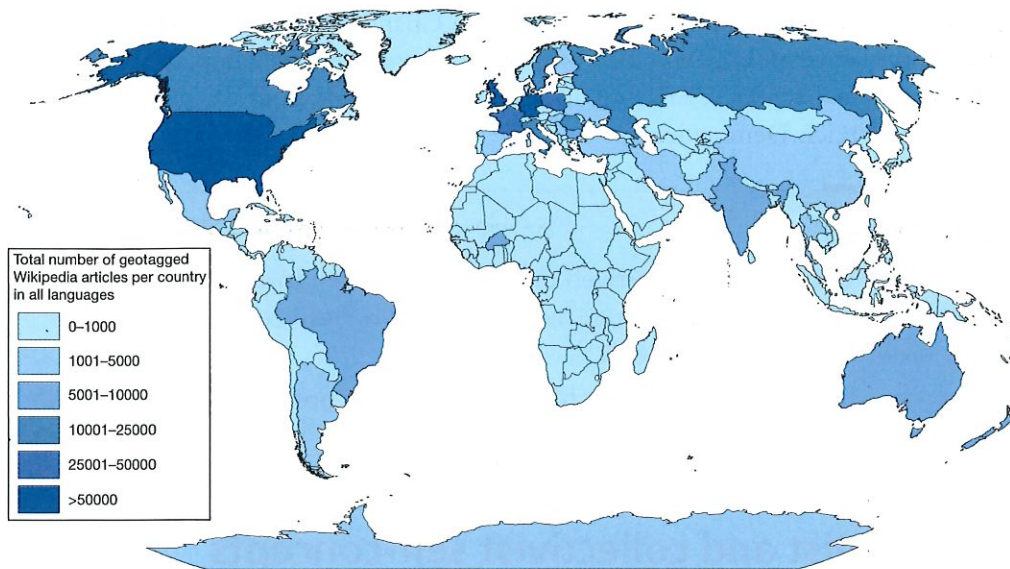 Total number of geotagged
Wikipedia articles per country
in all languages
0–1000
1001–5000
5001–10000
10001–25000
25001–50000
>50000